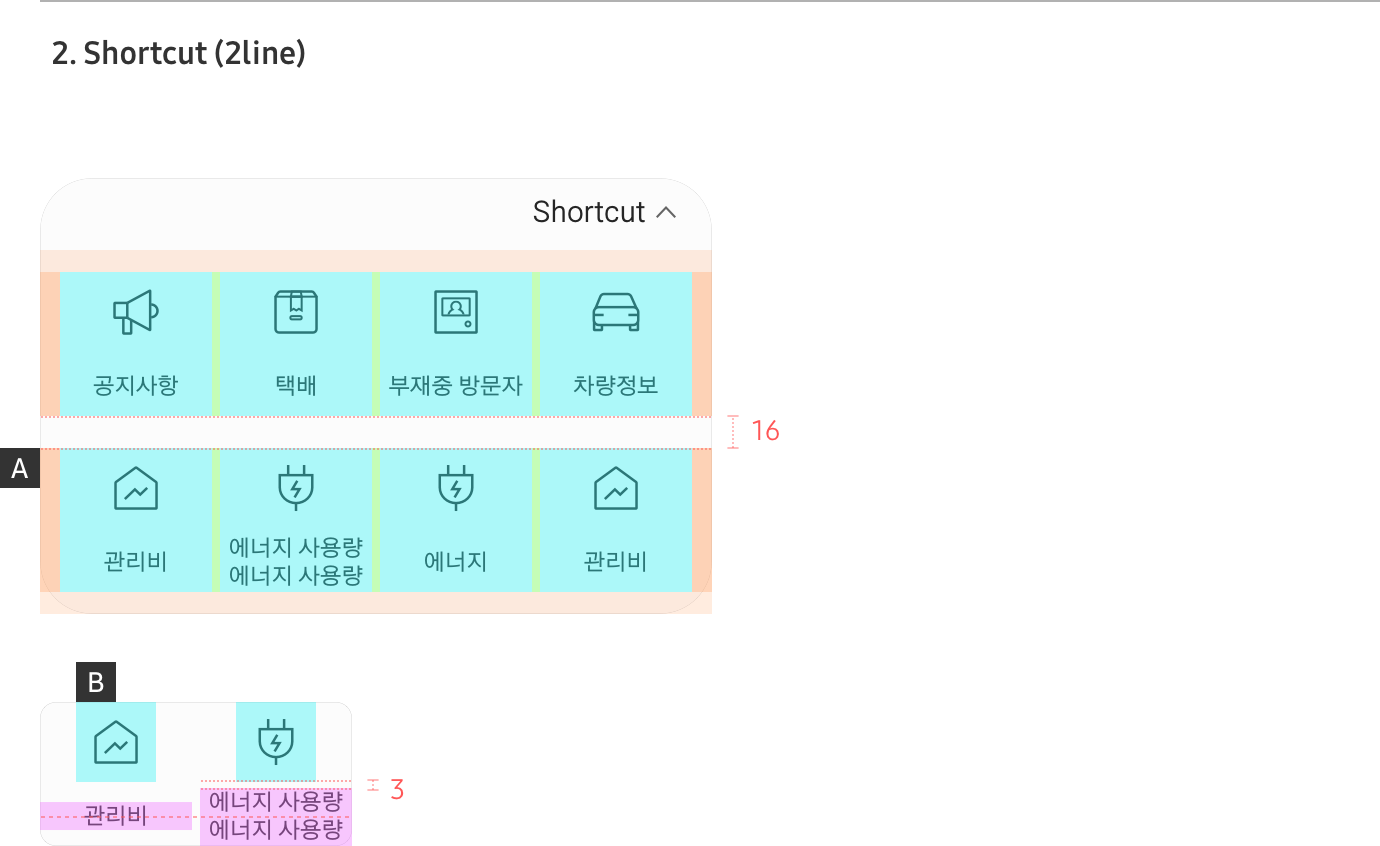 2. Shortcut (2line)
Shortcut
공지사항
택배
부재중 방문자
차량정보
16
A
관리비
에너지 사용량
에너지 사용량
에너지
관리비
B
3
관리비
에너지 사용량
에너지 사용량